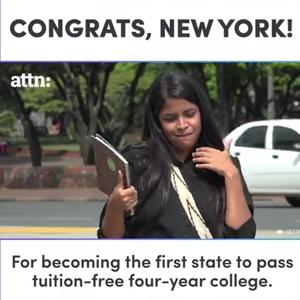 CONGRATS, NEW YORK!
attn:
For becoming the first state to pass
tuition-free four-year college.